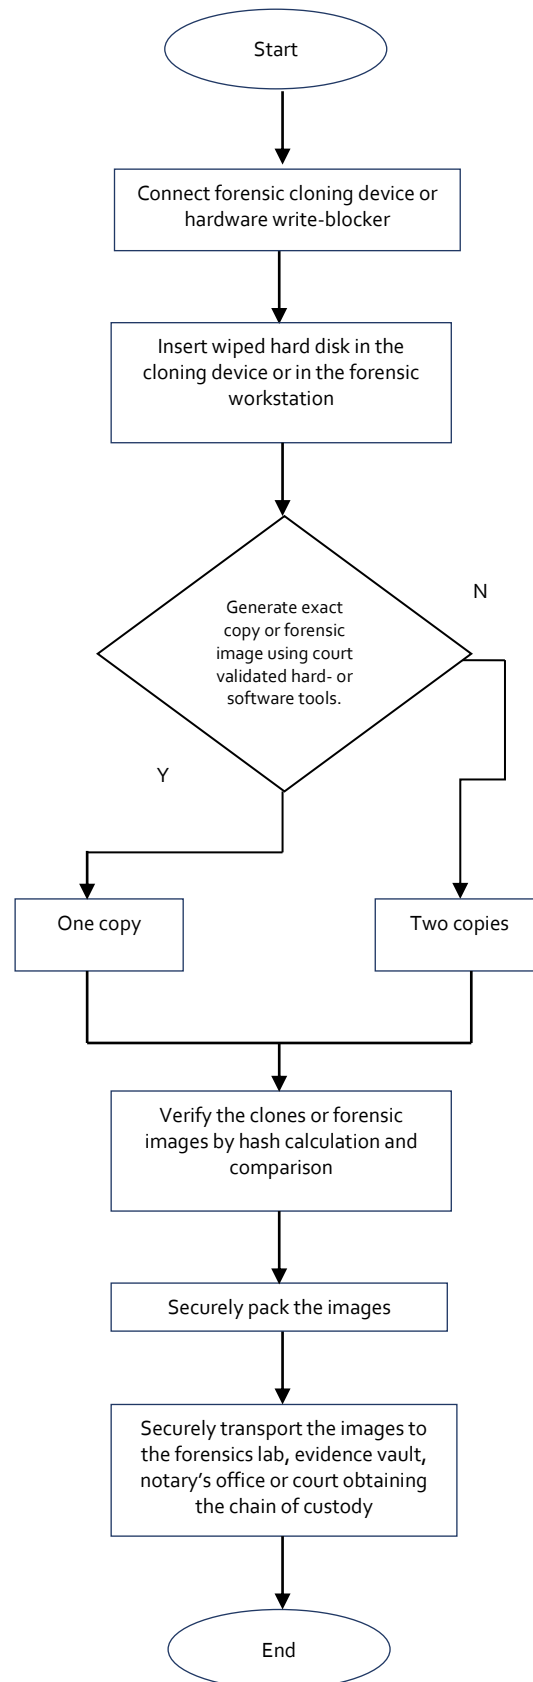 Start
Connect forensic cloning device or
hardware write-blocker
Insert wiped hard disk in the
cloning device or in the forensic
workstation
N
Generate exact
copy or forensic
image using court
validated hard- or
software tools.
Y
One copy
Two copies
Verify the clones or forensic
images by hash calculation and
comparison
Securely pack the images
Securely transport the images to
the forensics lab, evidence vault,
notary’s office or court obtaining
the chain of custody
End